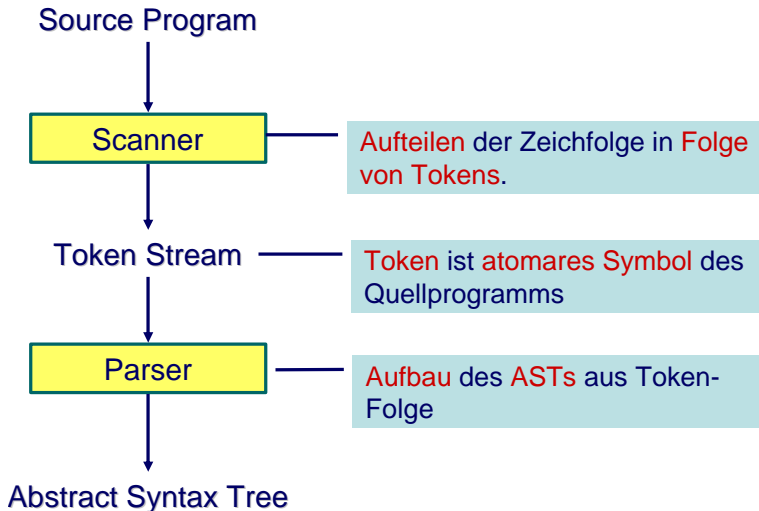 Source Program
Scanner
Aufteilen der Zeichfolge in Folge
von Tokens.
Token Stream
Token ist atomares Symbol des
Quellprogramms
Parser
Aufbau des ASTs aus Token-
Folge
Abstract Syntax Tree